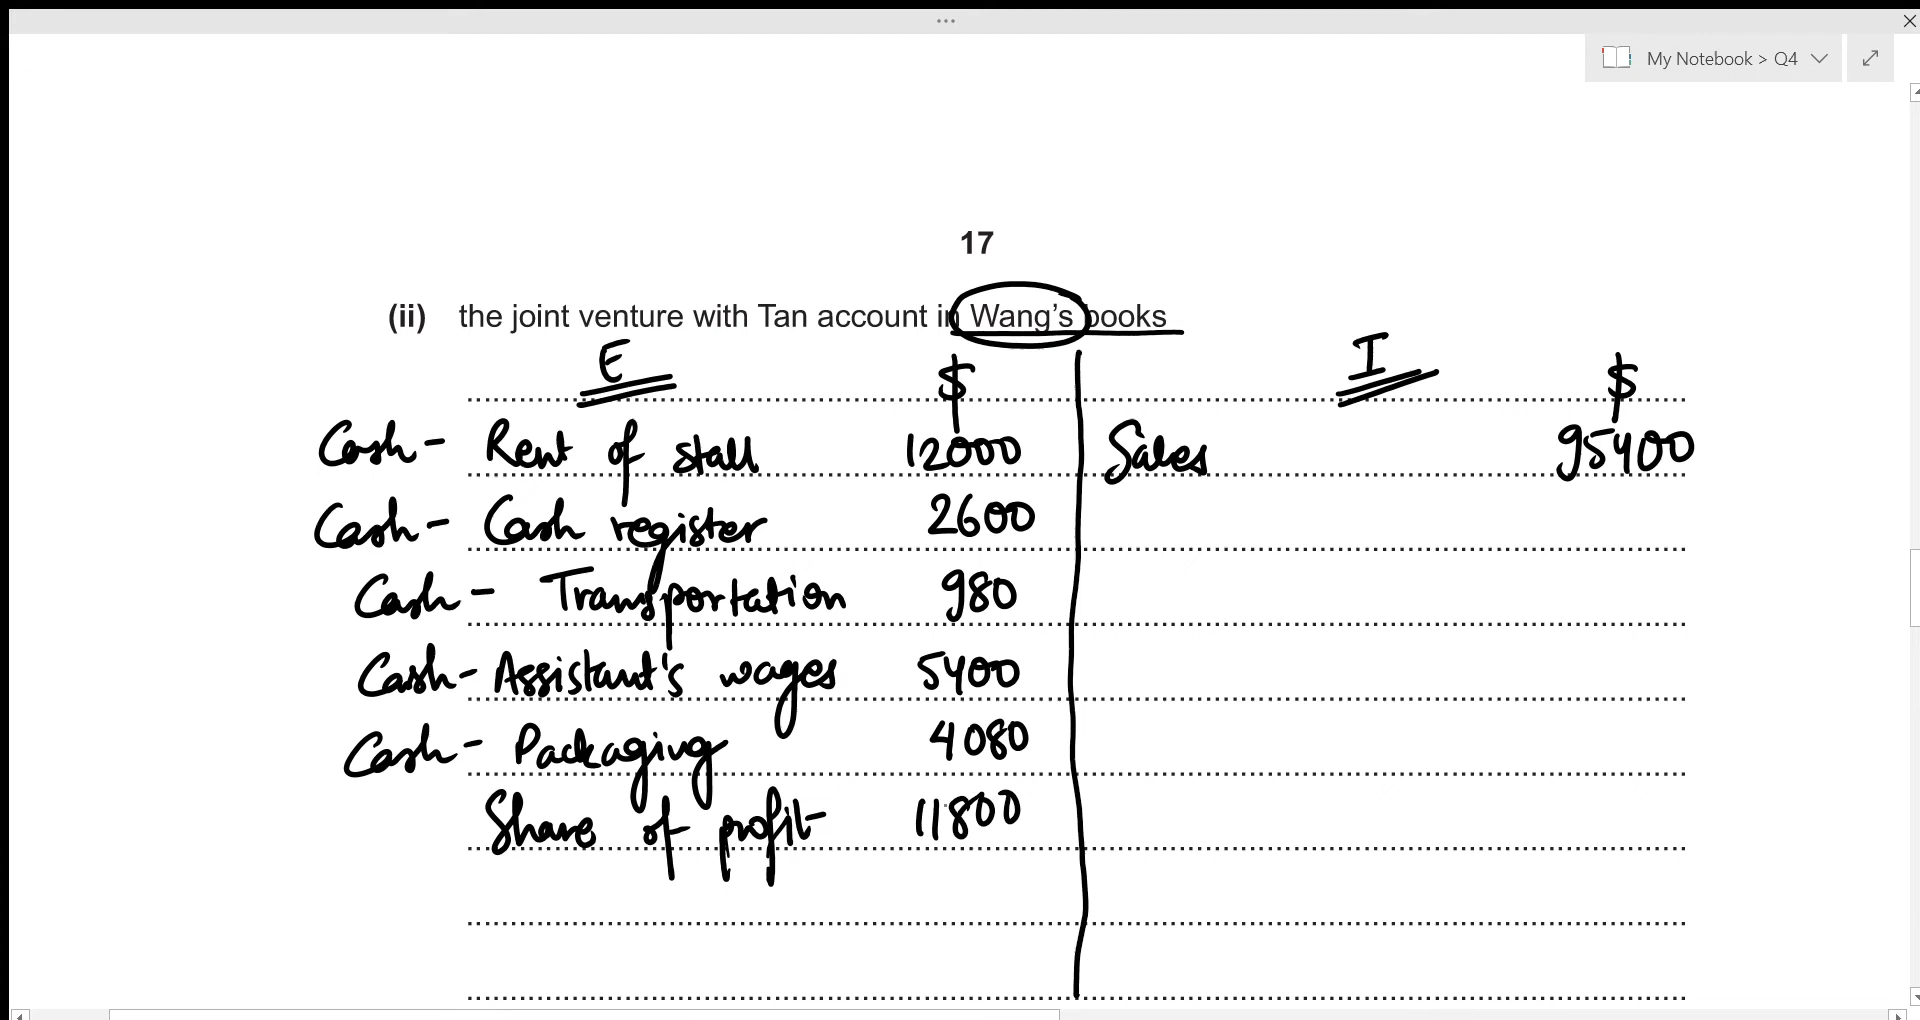 My Notebook > Q4
17
(ii) the joint venture with Tan account in Wang's books
E $ I $
Cash - Rent of stall 12000 Sales 95400
Cash - Cash register 2600
Cash - Transportation 980
Cash - Assistant's wages 5400
Cash - Packaging 4080
Share of profit 11800